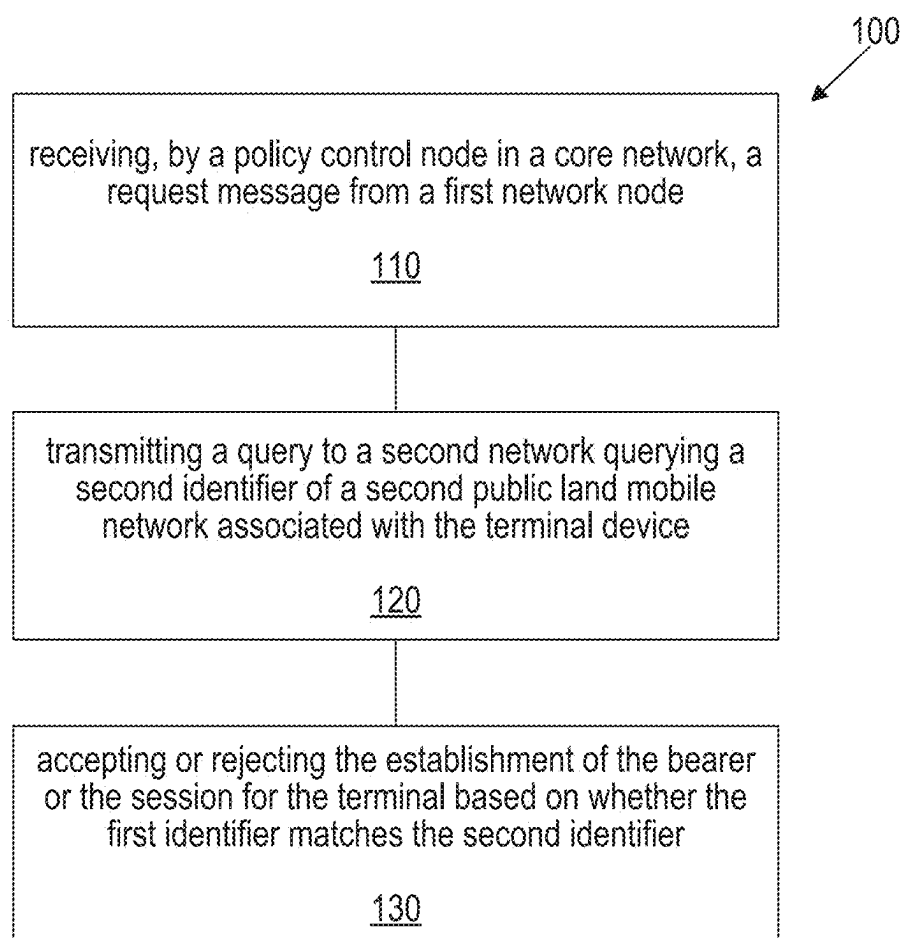 100
receiving, by a policy control node in a core network, a
request message from a first network node
110
transmitting a query to a second network querying a
second identifier of a second public land mobile
network associated with the terminal device
120
accepting or rejecting the establishment of the bearer
or the session for the terminal based on whether the
first identifier matches the second identifier
130